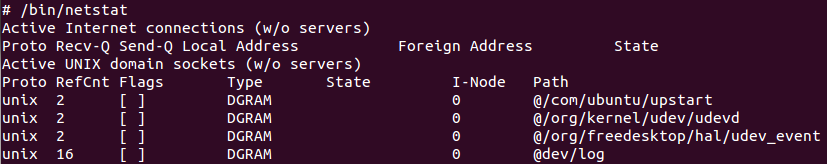 # /bin/netstat
Active Internet connections (w/o servers)
Proto Recv-Q Send-Q Local Address           Foreign Address         State
Active UNIX domain sockets (w/o servers)
Proto RefCnt Flags       Type       State         I-Node   Path
unix  2      [ ]         DGRAM                    0        @/com/ubuntu/upstart
unix  2      [ ]         DGRAM                    0        @/org/kernel/udev/udevd
unix  2      [ ]         DGRAM                    0        @/org/freedesktop/hal/udev_event
unix  16     [ ]         DGRAM                    0        @dev/log